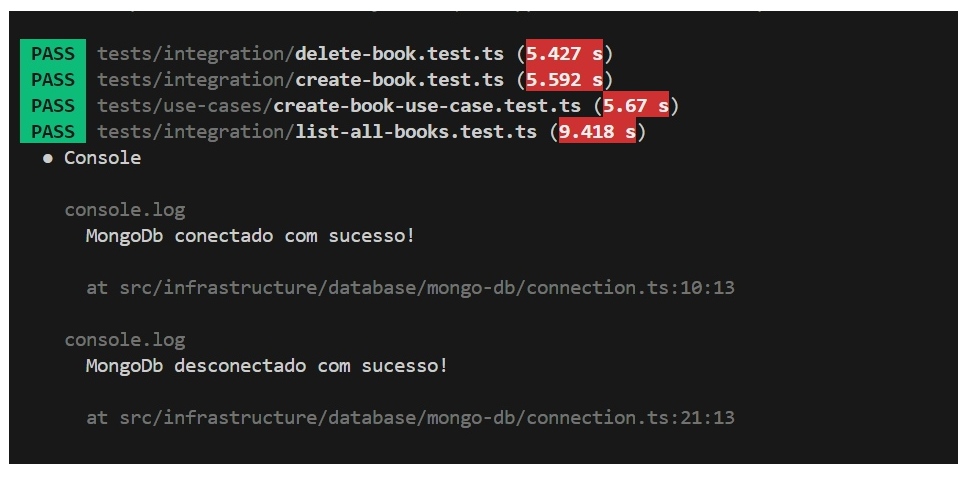 PASS tests/integration/delete-book.test.ts (5.427 s)
PASS tests/integration/create-book.test.ts (5.592 s)
PASS tests/use-cases/create-book-use-case.test.ts (5.67 s)
PASS tests/integration/list-all-books.test.ts (9.418 s)
● Console
console.log
MongoDb conectado com sucesso!
at src/infrastructure/database/mongo-db/connection.ts:10:13
console.log
MongoDb desconectado com sucesso!
at src/infrastructure/database/mongo-db/connection.ts:21:13